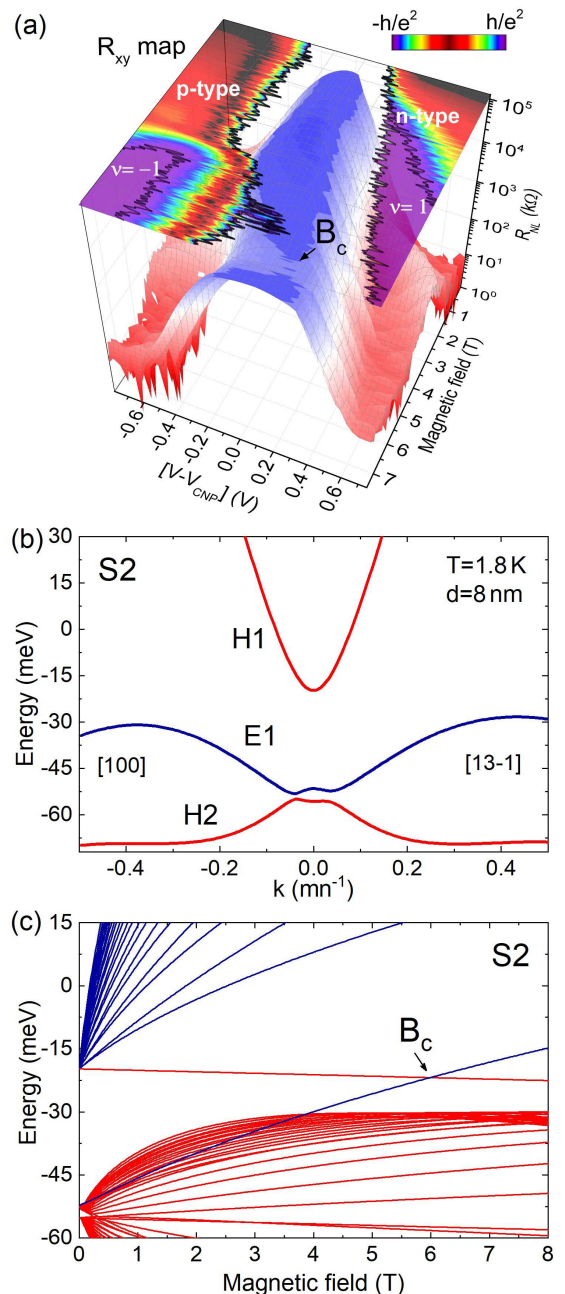 (a)
-h/e² h/e²
Rxy map
p-type
n-type
ν= −1
ν= 1
Bc
10⁵
10⁴
10³
10²
10¹
10⁰
RNL (kΩ)
1
2
3
4
5
6
7
Magnetic field (T)
-0.6
-0.4
-0.2
0.0
0.2
0.4
0.6
[V-VCNP] (V)
(b)
30
15
0
-15
-30
-45
-60
Energy (meV)
S2
T=1.8 K
d=8 nm
H1
E1
[100]
[13-1]
H2
-0.4 -0.2 0.0 0.2 0.4
k (mn⁻¹)
(c)
15
0
-15
-30
-45
-60
Energy (meV)
S2
Bc
0 1 2 3 4 5 6 7 8
Magnetic field (T)